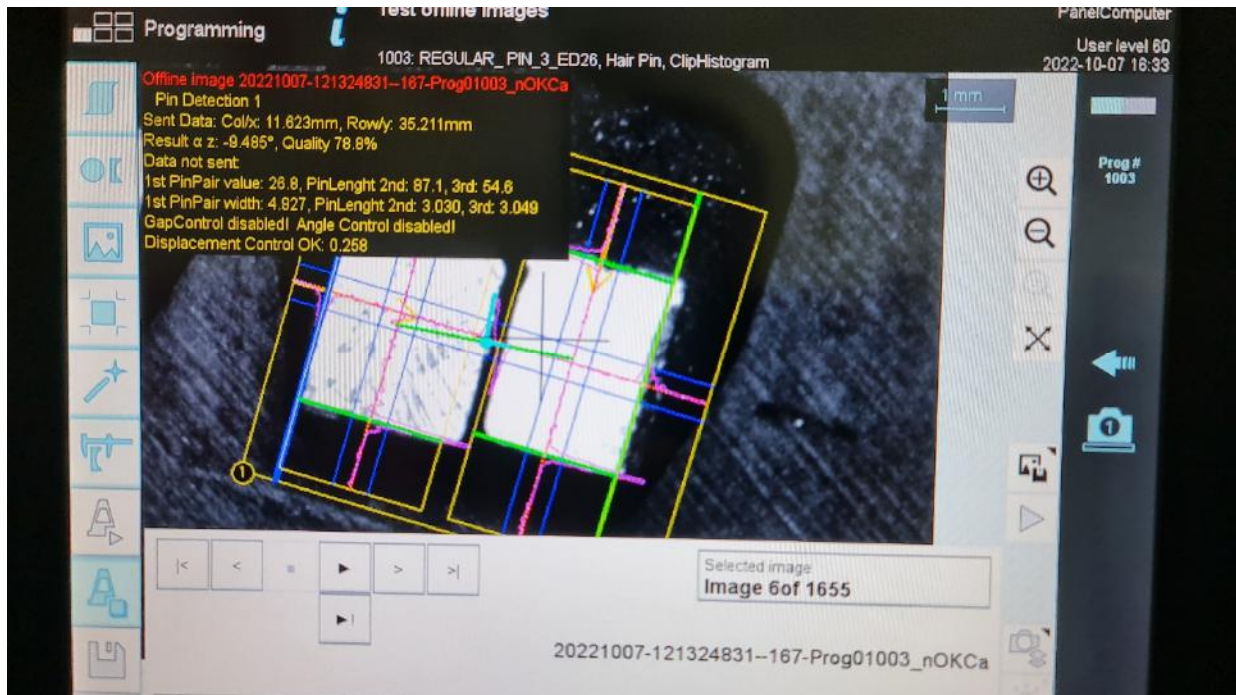 Programming
Test offline images
PanelComputer
User level 60
2022-10-07 16:33
1003: REGULAR_ PIN_3_ED26, Hair Pin, ClipHistogram
Offline image 20221007-121324831--167-Prog01003_nOKCa
Pin Detection 1
Sent Data: Col/x: 11.623mm, Row/y: 35.211mm
Result α z: -9.485°, Quality 78.8%
Data not sent
1st PinPair value: 26.8, PinLenght 2nd: 87.1, 3rd: 54.6
1st PinPair width: 4.927, PinLenght 2nd: 3.030, 3rd: 3.049
GapControl disabled! Angle Control disabled!
Displacement Control OK: 0.258
1 mm
Prog #
1003
1
1
Selected image
Image 6of 1655
20221007-121324831--167-Prog01003_nOKCa